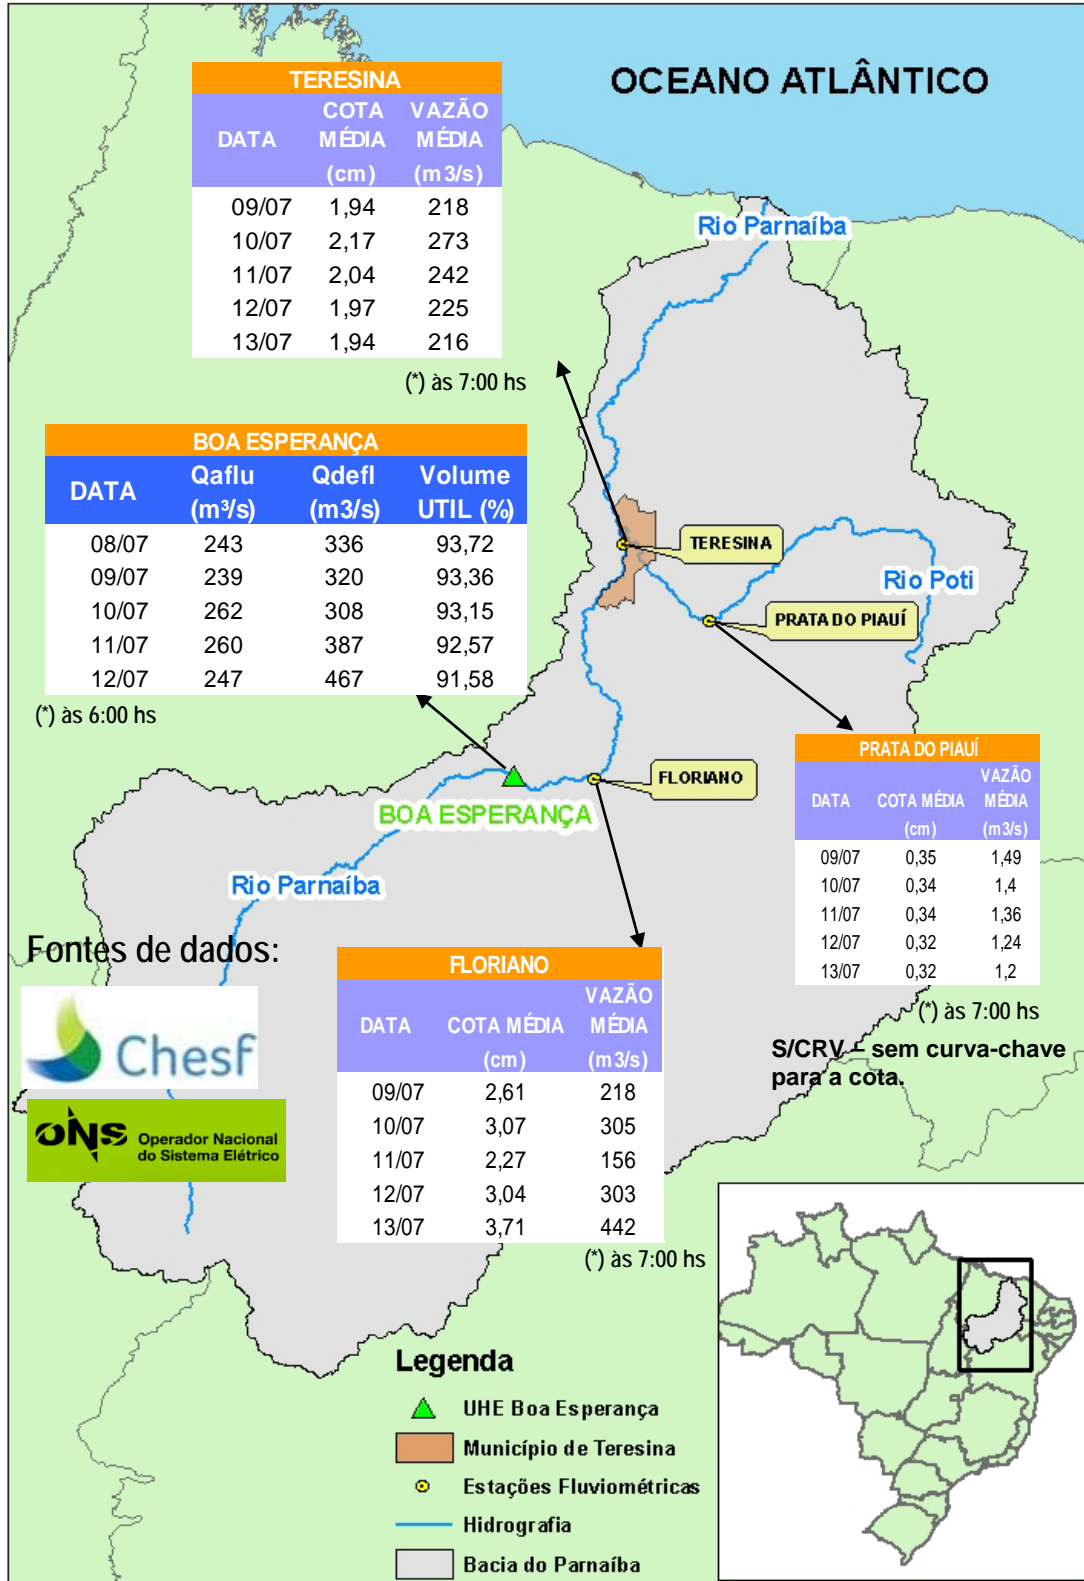 OCEANO ATLÂNTICO
TERESINA
DATA COTA MÉDIA (cm) VAZÃO MÉDIA (m3/s)
09/07 1,94 218
10/07 2,17 273
11/07 2,04 242
12/07 1,97 225
13/07 1,94 216
(*) às 7:00 hs
Rio Parnaíba
BOA ESPERANÇA
DATA Qaflu (m³/s) Qdefl (m3/s) Volume UTIL (%)
08/07 243 336 93,72
09/07 239 320 93,36
10/07 262 308 93,15
11/07 260 387 92,57
12/07 247 467 91,58
(*) às 6:00 hs
TERESINA
Rio Poti
PRATA DO PIAUÍ
FLORIANO
BOA ESPERANÇA
Rio Parnaíba
PRATA DO PIAUÍ
DATA COTA MÉDIA (cm) VAZÃO MÉDIA (m3/s)
09/07 0,35 1,49
10/07 0,34 1,4
11/07 0,34 1,36
12/07 0,32 1,24
13/07 0,32 1,2
(*) às 7:00 hs
S/CRV – sem curva-chave
para a cota.
Fontes de dados:
Chesf
ONS Operador Nacional
do Sistema Elétrico
FLORIANO
DATA COTA MÉDIA (cm) VAZÃO MÉDIA (m3/s)
09/07 2,61 218
10/07 3,07 305
11/07 2,27 156
12/07 3,04 303
13/07 3,71 442
(*) às 7:00 hs
Legenda
UHE Boa Esperança
Município de Teresina
Estações Fluviométricas
Hidrografia
Bacia do Parnaíba